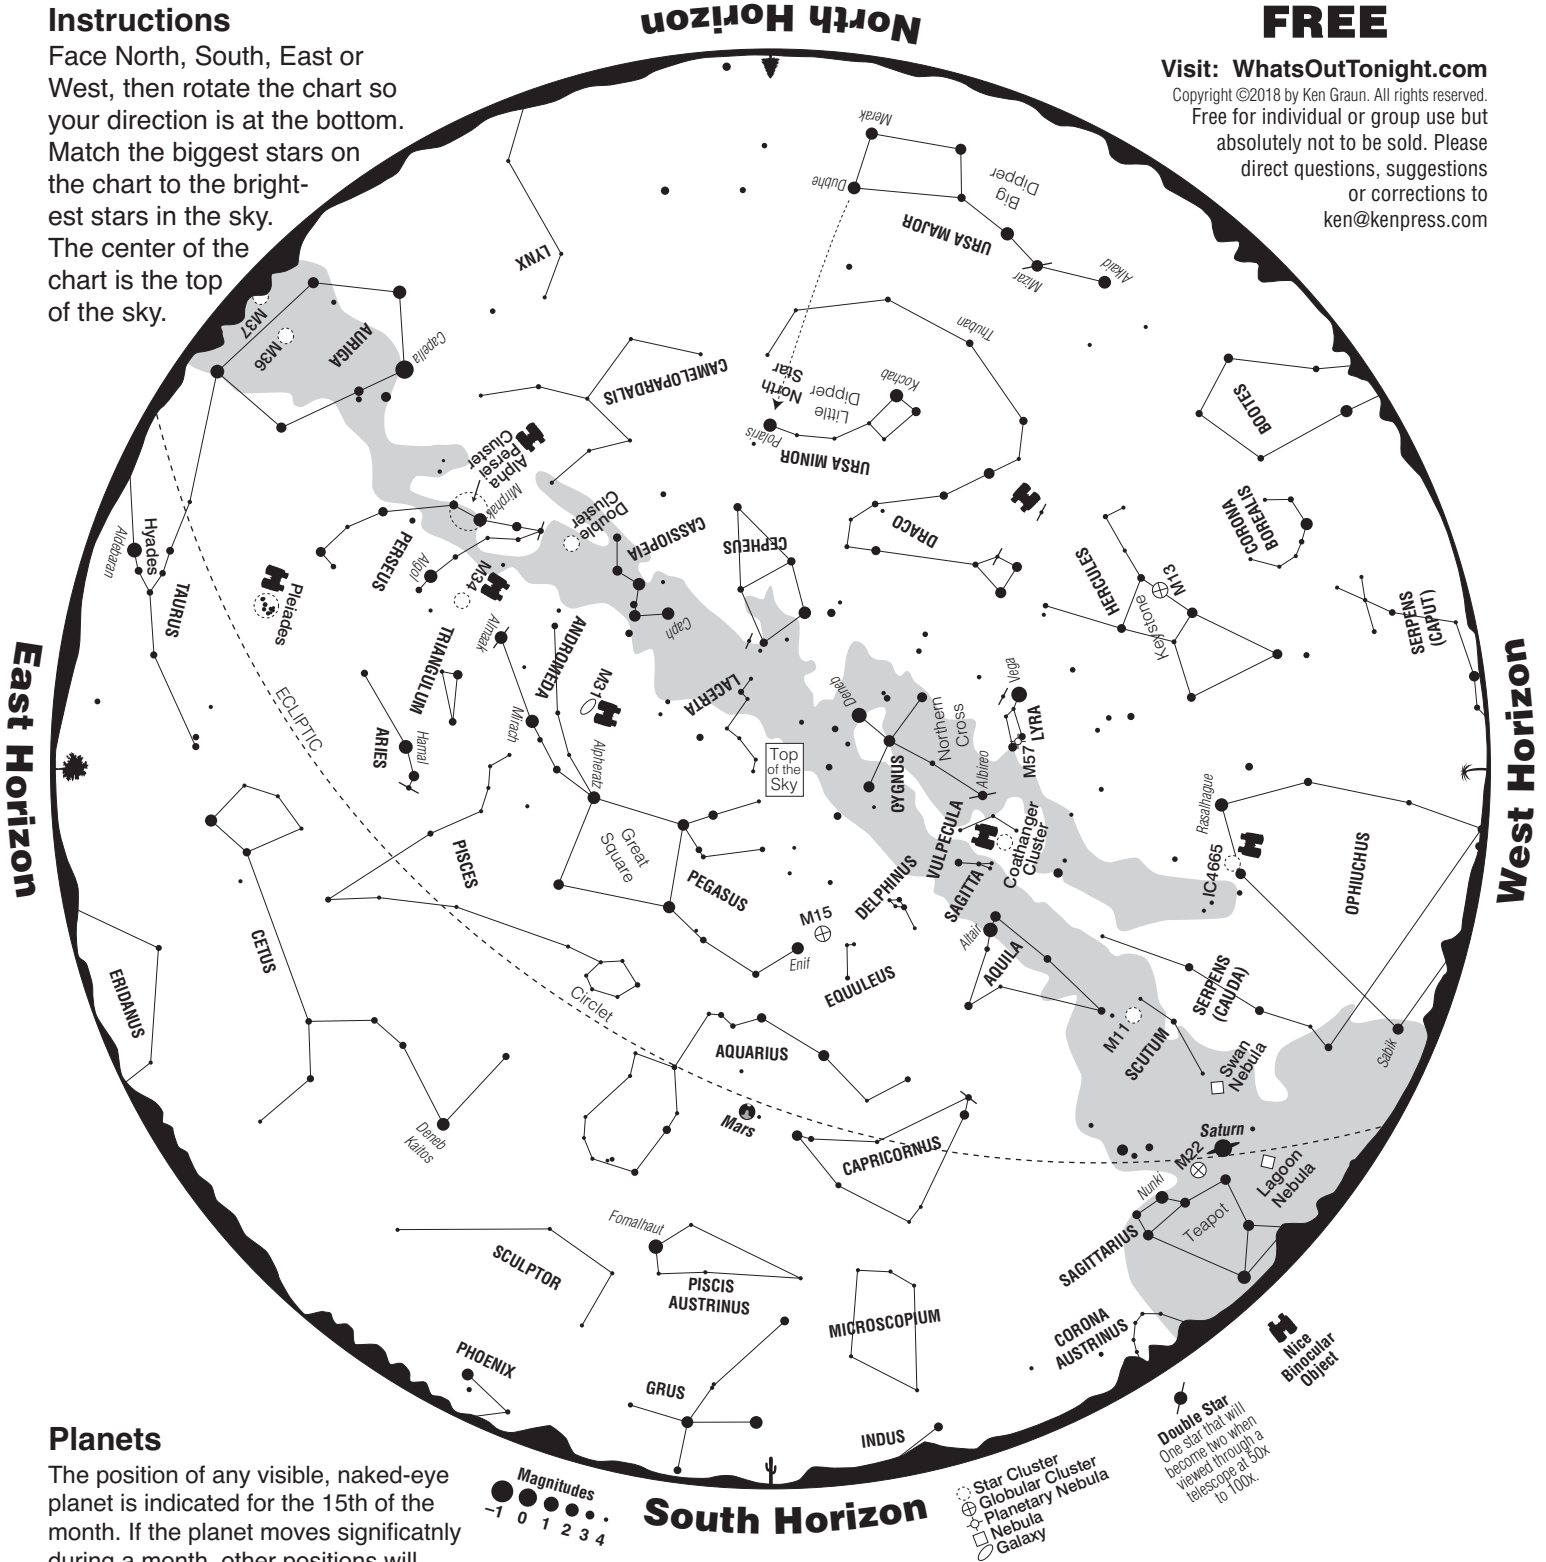 Instructions
Face North, South, East or
West, then rotate the chart so
your direction is at the bottom.
Match the biggest stars on
the chart to the bright-
est stars in the sky.
The center of the
chart is the top
of the sky.
North Horizon
FREE
Visit: WhatsOutTonight.com
Copyright ©2018 by Ken Graun. All rights reserved.
Free for individual or group use but
absolutely not to be sold. Please
direct questions, suggestions
or corrections to
ken@kenpress.com
Merak
Dubhe
Big
Dipper
URSA MAJOR
Mizar
Alkaid
LYNX
M37
M36
AURIGA
Capella
CAMELOPARDALIS
Thuban
North
Star
Little
Dipper
Kochab
Polaris
URSA MINOR
BOOTES
Alpha
Persei
Cluster
Mirphak
Double
Cluster
CASSIOPEIA
CEPHEUS
DRACO
CORONA
BOREALIS
HERCULES
M13
Keystone
SERPENS
(CAPUT)
Hyades
Aldebaran
TAURUS
Pleiades
PERSEUS
Algol
M34
Almaak
TRIANGULUM
ANDROMEDA
Caph
M31
LACERTA
Mirach
Alpheratz
ECLIPTIC
ARIES
Hamal
East Horizon
West Horizon
Top
of the
Sky
Deneb
Northern
Cross
Vega
LYRA
M57
CYGNUS
Albireo
VULPECULA
Coathanger
Cluster
SAGITTA
DELPHINUS
Rasalhague
IC4665
OPHIUCHUS
PISCES
Great
Square
PEGASUS
M15
Enif
EQUULEUS
Altair
AQUILA
SERPENS
(CAUDA)
CETUS
ERIDANUS
Circlet
AQUARIUS
M11
SCUTUM
Swan
Nebula
Sabik
Mars
CAPRICORNUS
Saturn
M22
Lagoon
Nebula
Nunki
Teapot
SAGITTARIUS
Deneb
Kaitos
Fomalhaut
SCULPTOR
PISCIS
AUSTRINUS
MICROSCOPIUM
CORONA
AUSTRINUS
PHOENIX
GRUS
INDUS
Nice
Binocular
Object
Double Star
One star that will
become two when
viewed through a
telescope at 50x
to 100x.
Star Cluster
Globular Cluster
Planetary Nebula
Nebula
Galaxy
South Horizon
Magnitudes
–1 0 1 2 3 4
Planets
The position of any visible, naked-eye
planet is indicated for the 15th of the
month. If the planet moves significatnly
during a month, other positions will